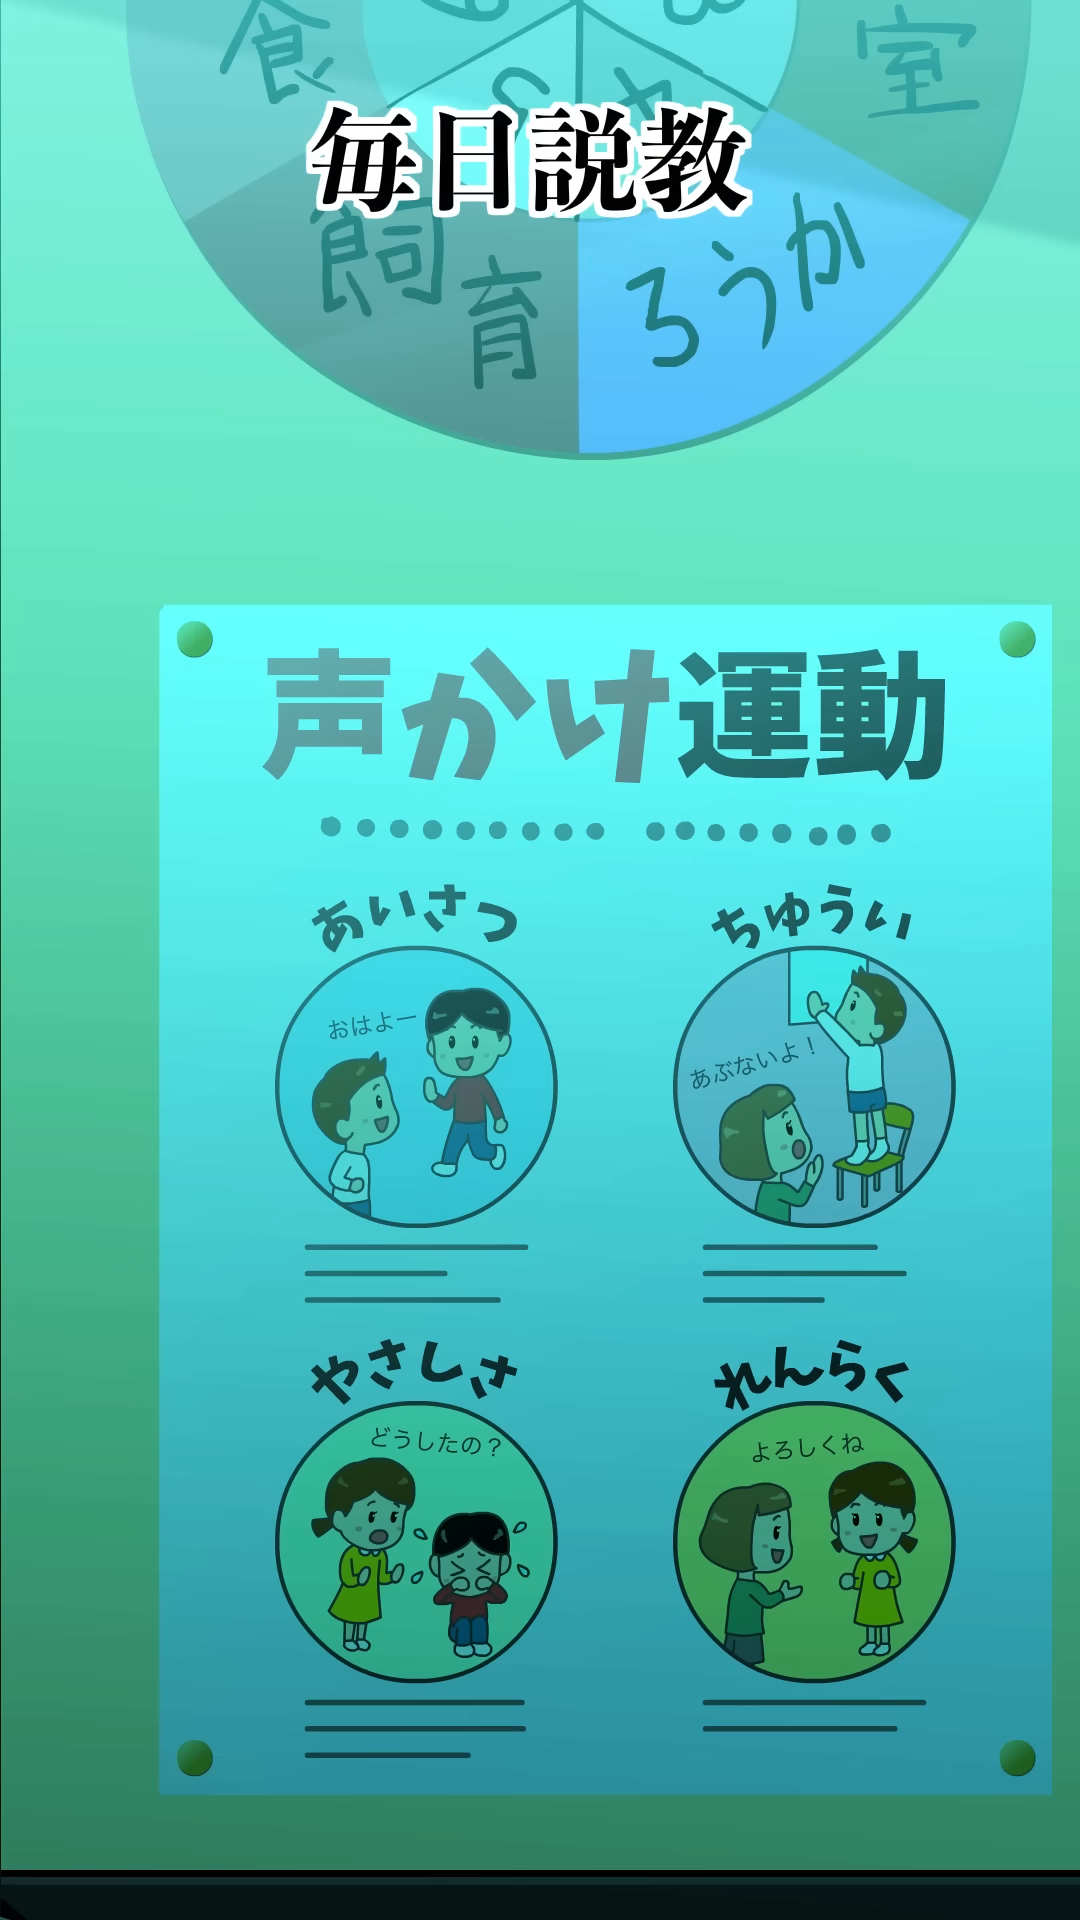 食
室
毎日説教
飼育
ろうか
声かけ運動
あいさつ
ちゅうい
おはよー
あぶないよ！
やさしさ
れんらく
どうしたの？
よろしくね